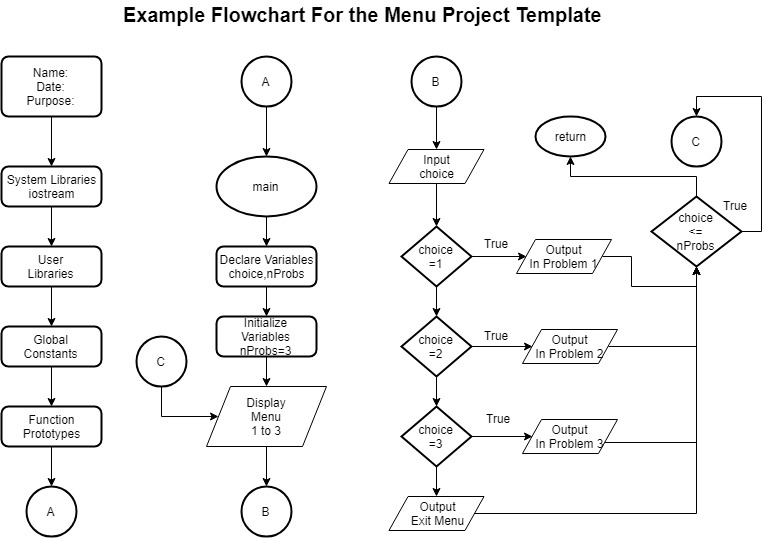 Example Flowchart For the Menu Project Template
Name:
Date:
Purpose:
System Libraries
iostream
User
Libraries
Global
Constants
Function
Prototypes
A
A
main
Declare Variables
choice,nProbs
Initialize
Variables
nProbs=3
C
Display
Menu
1 to 3
B
B
Input
choice
choice
=1
True
Output
In Problem 1
choice
=2
True
Output
In Problem 2
choice
=3
True
Output
In Problem 3
Output
Exit Menu
return
C
choice
<=
nProbs
True